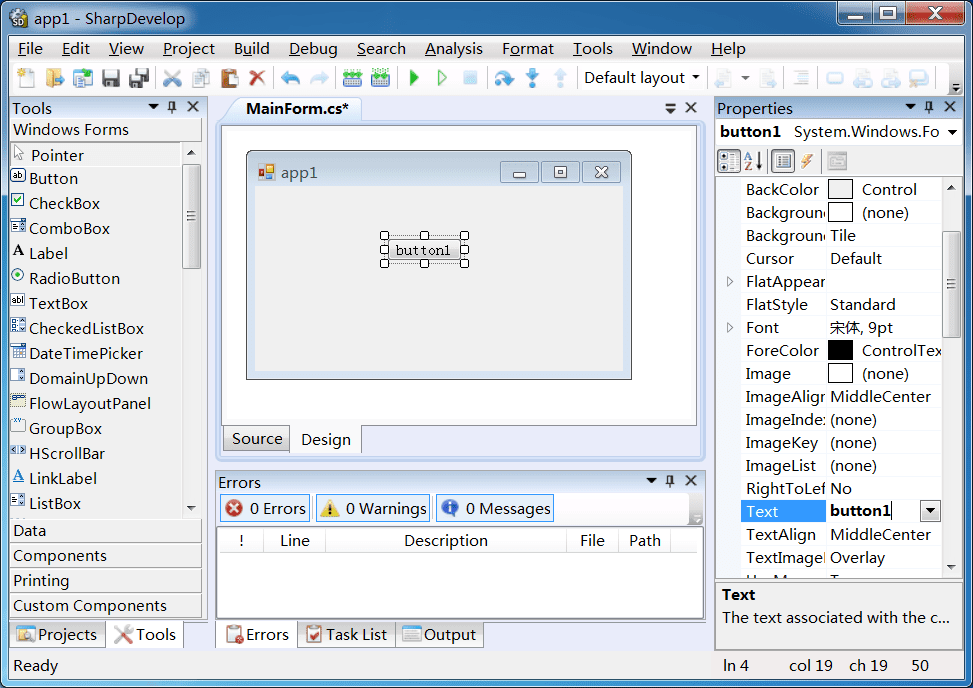 app1 - SharpDevelop
File Edit View Project Build Debug Search Analysis Format Tools Window Help
Default layout
Tools
Windows Forms
Pointer
Button
CheckBox
ComboBox
Label
RadioButton
TextBox
CheckedListBox
DateTimePicker
DomainUpDown
FlowLayoutPanel
GroupBox
HScrollBar
LinkLabel
ListBox
Data
Components
Printing
Custom Components
Projects Tools
MainForm.cs*
app1
button1
Source Design
Errors
0 Errors 0 Warnings 0 Messages
! Line Description File Path
Errors Task List Output
Properties
button1 System.Windows.Fo
BackColor Control
Background (none)
Background Tile
Cursor Default
FlatAppear
FlatStyle Standard
Font 宋体, 9pt
ForeColor ControlTex
Image (none)
ImageAlign MiddleCenter
ImageIndex (none)
ImageKey (none)
ImageList (none)
RightToLef No
Text button1
TextAlign MiddleCenter
TextImageI Overlay
Text
The text associated with the c...
Ready ln 4 col 19 ch 19 50